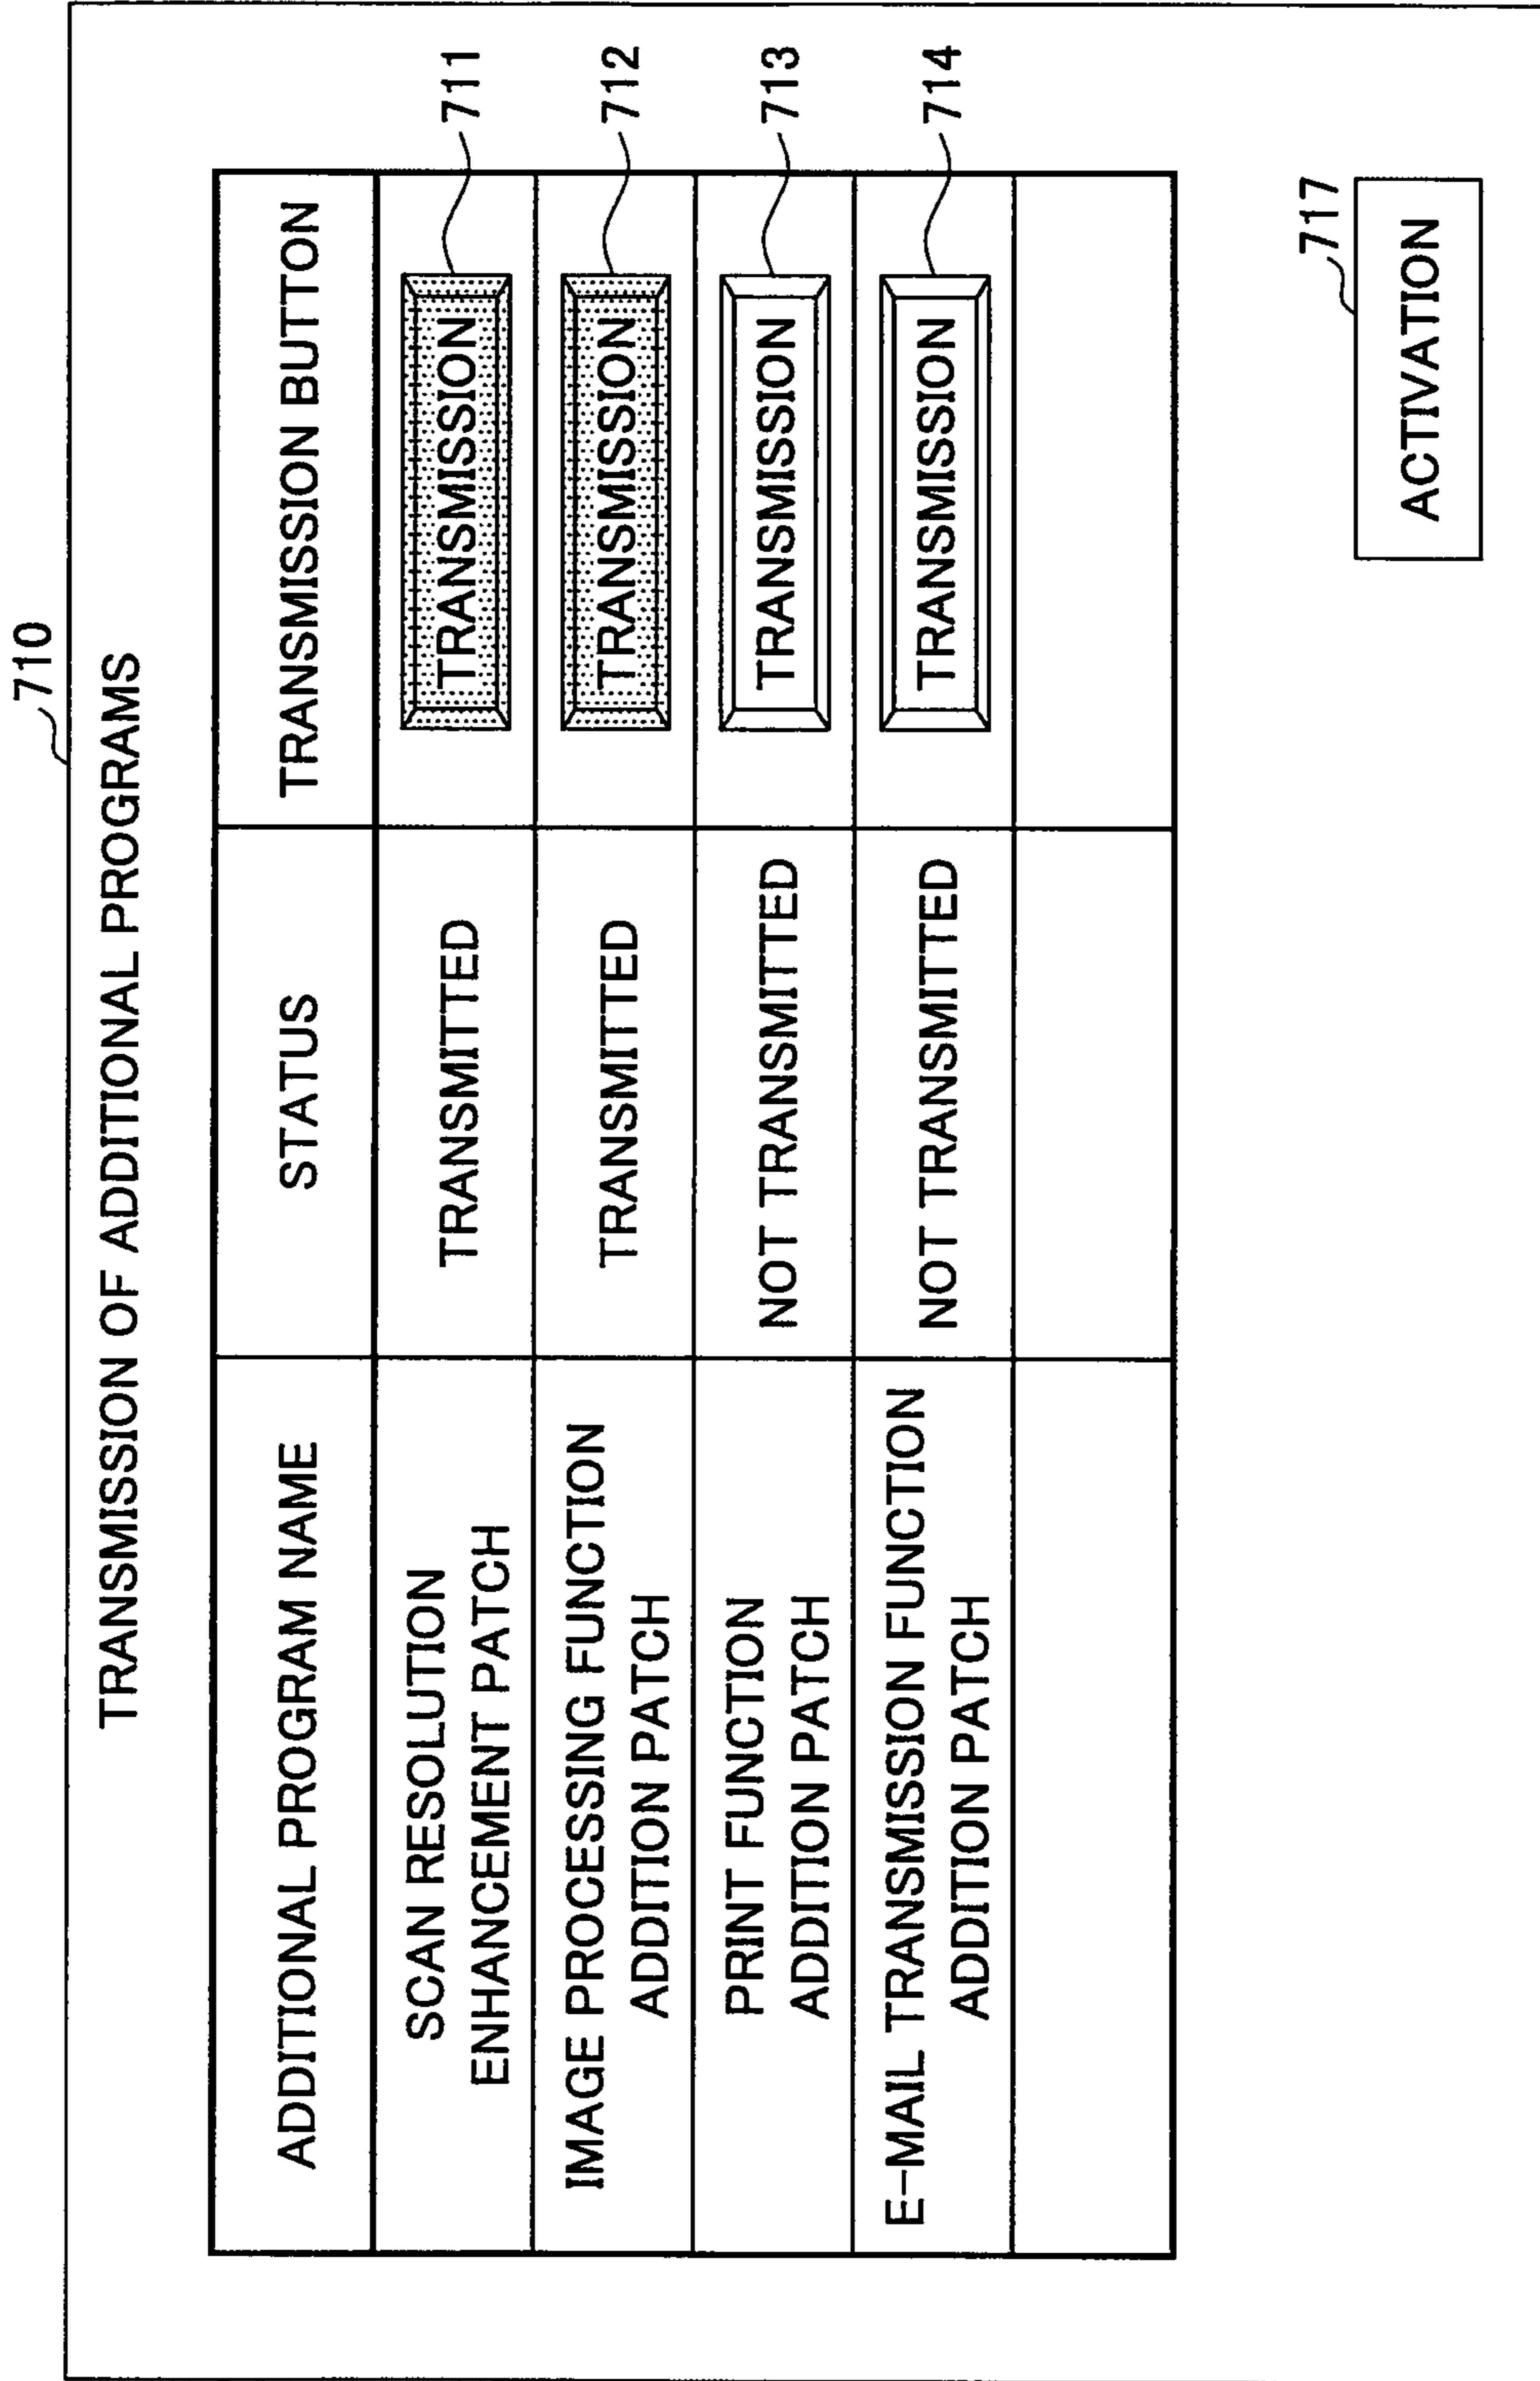 710
TRANSMISSION OF ADDITIONAL PROGRAMS
ADDITIONAL PROGRAM NAME
STATUS
TRANSMISSION BUTTON
SCAN RESOLUTION
ENHANCEMENT PATCH
TRANSMITTED
TRANSMISSION
711
IMAGE PROCESSING FUNCTION
ADDITION PATCH
TRANSMITTED
TRANSMISSION
712
PRINT FUNCTION
ADDITION PATCH
NOT TRANSMITTED
TRANSMISSION
713
E-MAIL TRANSMISSION FUNCTION
ADDITION PATCH
NOT TRANSMITTED
TRANSMISSION
714
717
ACTIVATION